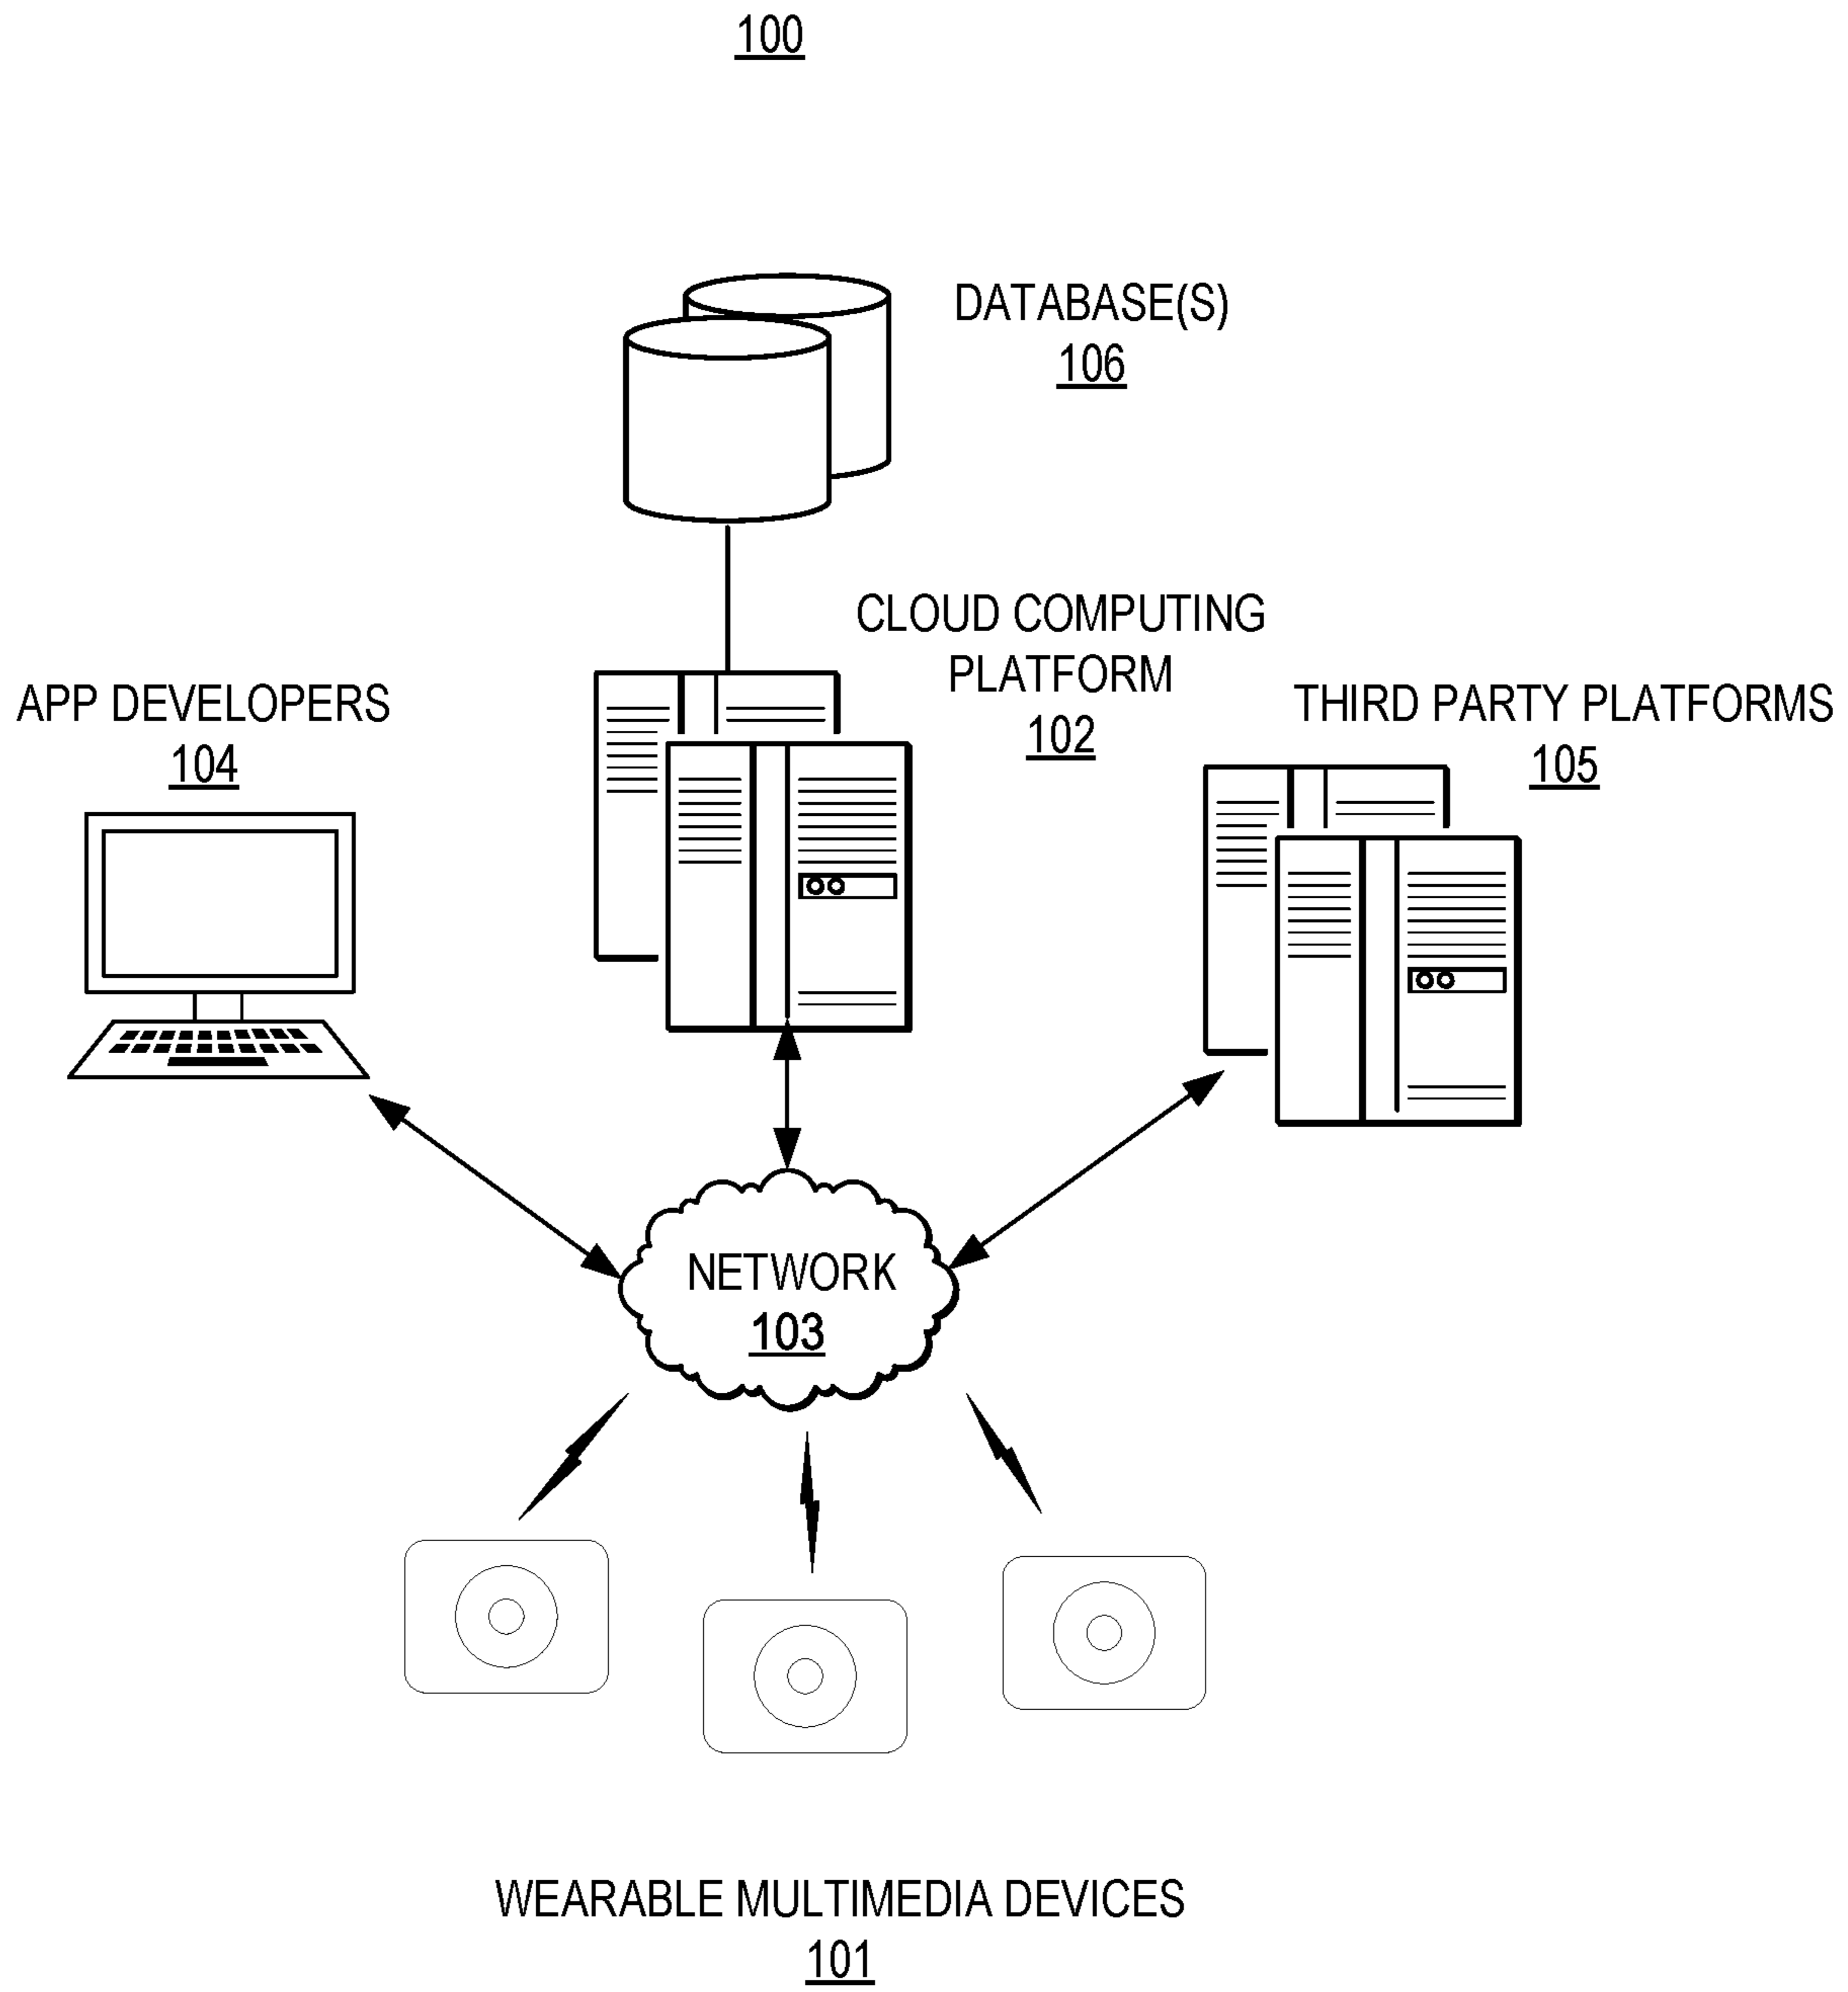 100
DATABASE(S)
106
CLOUD COMPUTING
PLATFORM
102
APP DEVELOPERS
104
THIRD PARTY PLATFORMS
105
NETWORK
103
WEARABLE MULTIMEDIA DEVICES
101